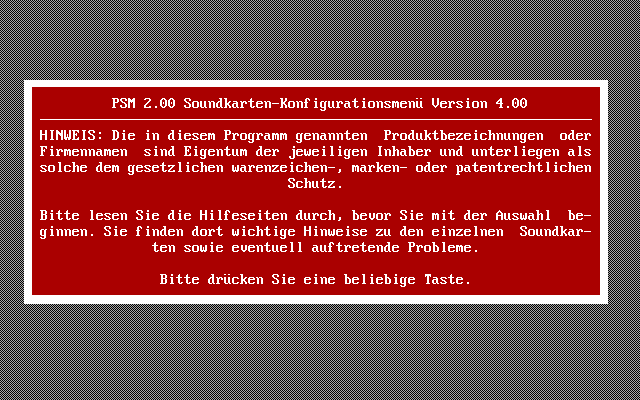 PSM 2.00 Soundkarten-Konfigurationsmenü Version 4.00
HINWEIS: Die in diesem Programm genannten  Produktbezeichnungen  oder
Firmennamen  sind Eigentum der jeweiligen Inhaber und unterliegen als
solche dem gesetzlichen warenzeichen-, marken- oder patentrechtlichen
Schutz.
Bitte lesen Sie die Hilfeseiten durch, bevor Sie mit der Auswahl  be-
ginnen. Sie finden dort wichtige Hinweise zu den einzelnen  Soundkar-
ten sowie eventuell auftretende Probleme.
Bitte drücken Sie eine beliebige Taste.